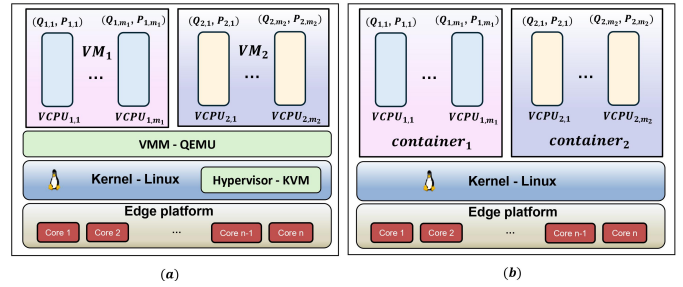 (Q1,1, P1,1) (Q1,m1, P1,m1)
VM1
...
VCPU1,1 VCPU1,m1
(Q2,1, P2,1) (Q2,m2, P2,m2)
VM2
...
VCPU2,1 VCPU2,m2
VMM - QEMU
Kernel - Linux
Hypervisor - KVM
Edge platform
Core 1 Core 2 ... Core n-1 Core n
(a)
(Q1,1, P1,1) (Q1,m1, P1,m1)
...
VCPU1,1 VCPU1,m1
container1
(Q2,1, P2,1) (Q2,m2, P2,m2)
...
VCPU2,1 VCPU2,m2
container2
Kernel - Linux
Edge platform
Core 1 Core 2 ... Core n-1 Core n
(b)